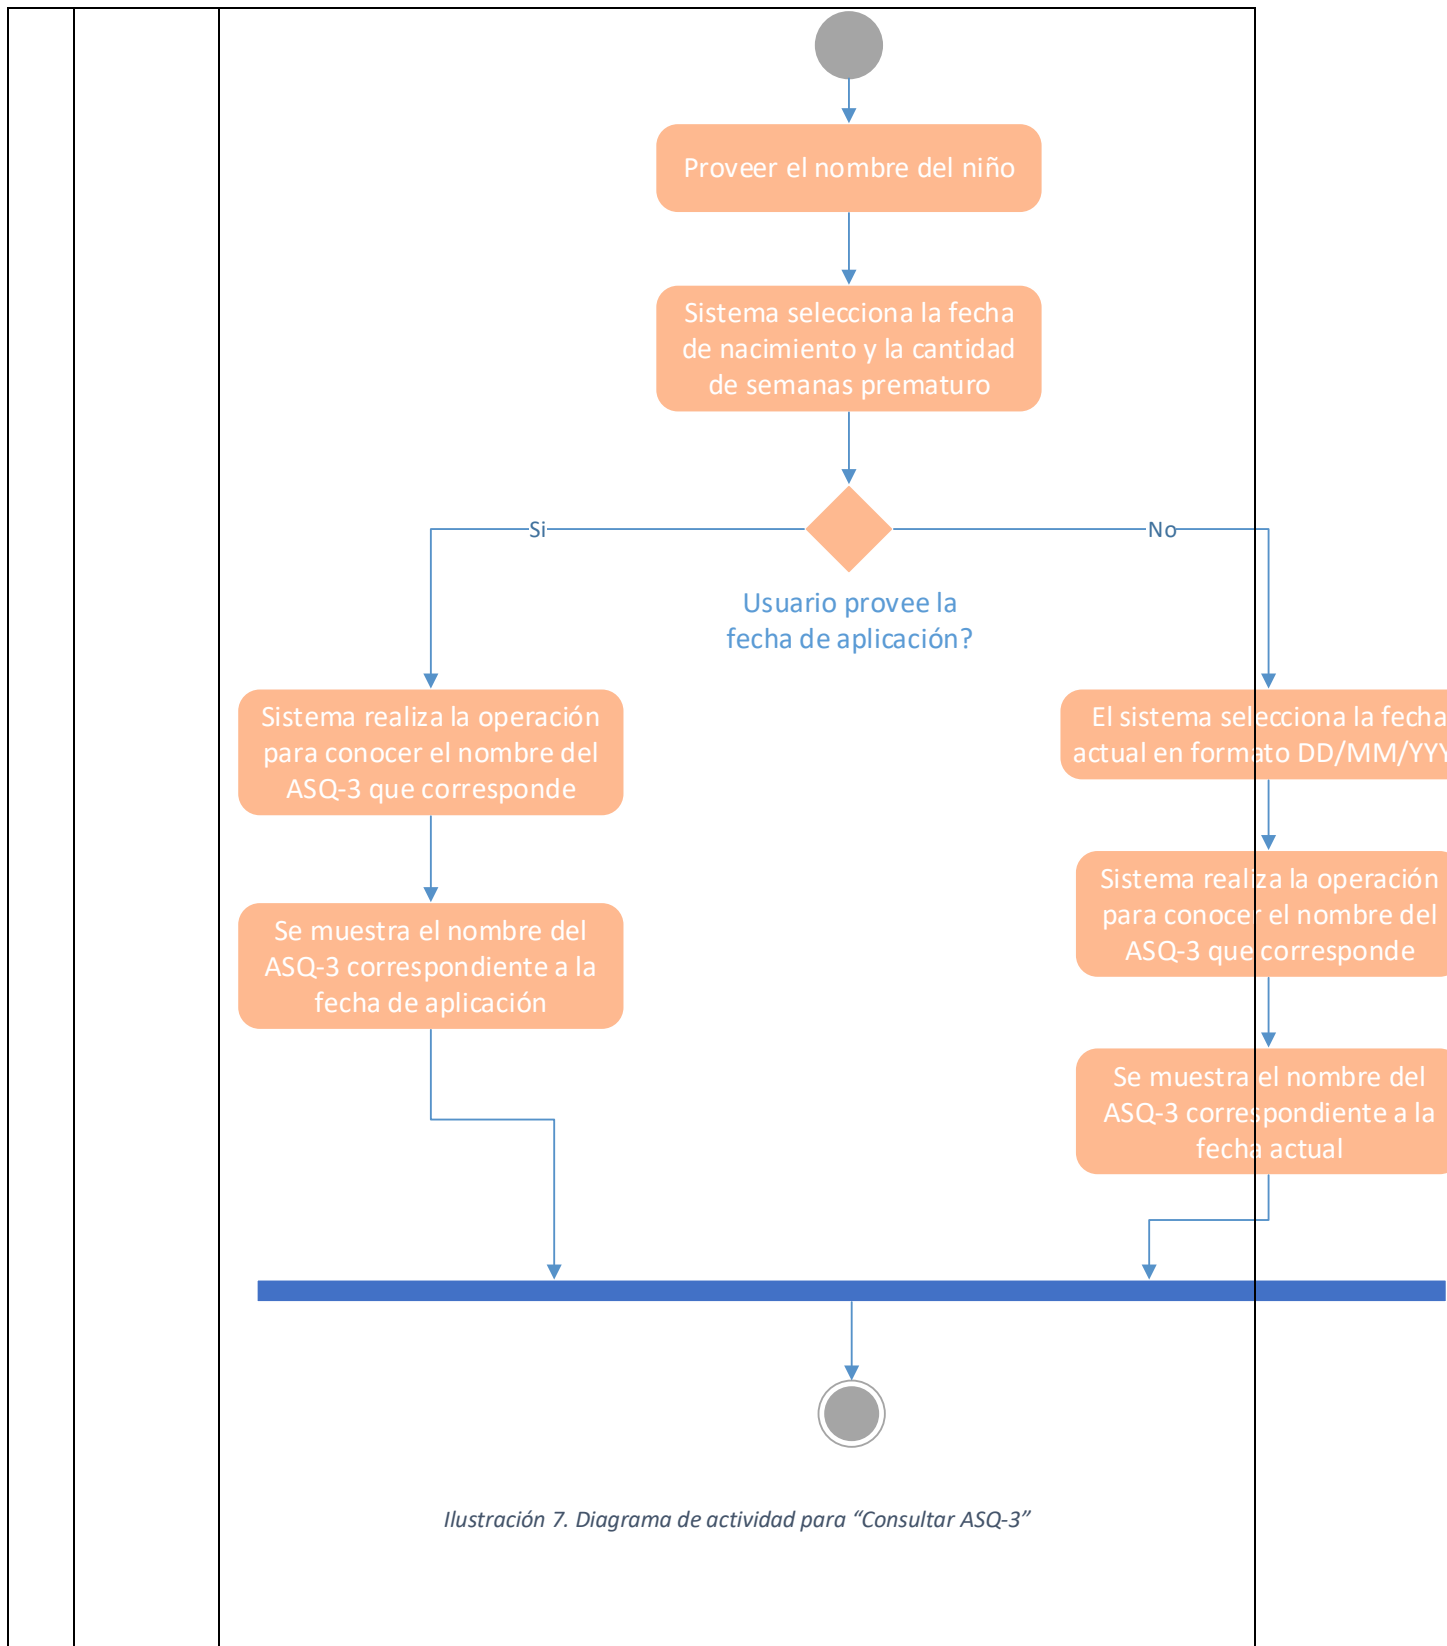 Proveer el nombre del niño
Sistema selecciona la fecha
de nacimiento y la cantidad
de semanas prematuro
Si
No
Usuario provee la
fecha de aplicación?
Sistema realiza la operación
para conocer el nombre del
ASQ-3 que corresponde
Se muestra el nombre del
ASQ-3 correspondiente a la
fecha de aplicación
El sistema selecciona la fecha
actual en formato DD/MM/YYY
Sistema realiza la operación
para conocer el nombre del
ASQ-3 que corresponde
Se muestra el nombre del
ASQ-3 correspondiente a la
fecha actual
Ilustración 7. Diagrama de actividad para “Consultar ASQ-3”